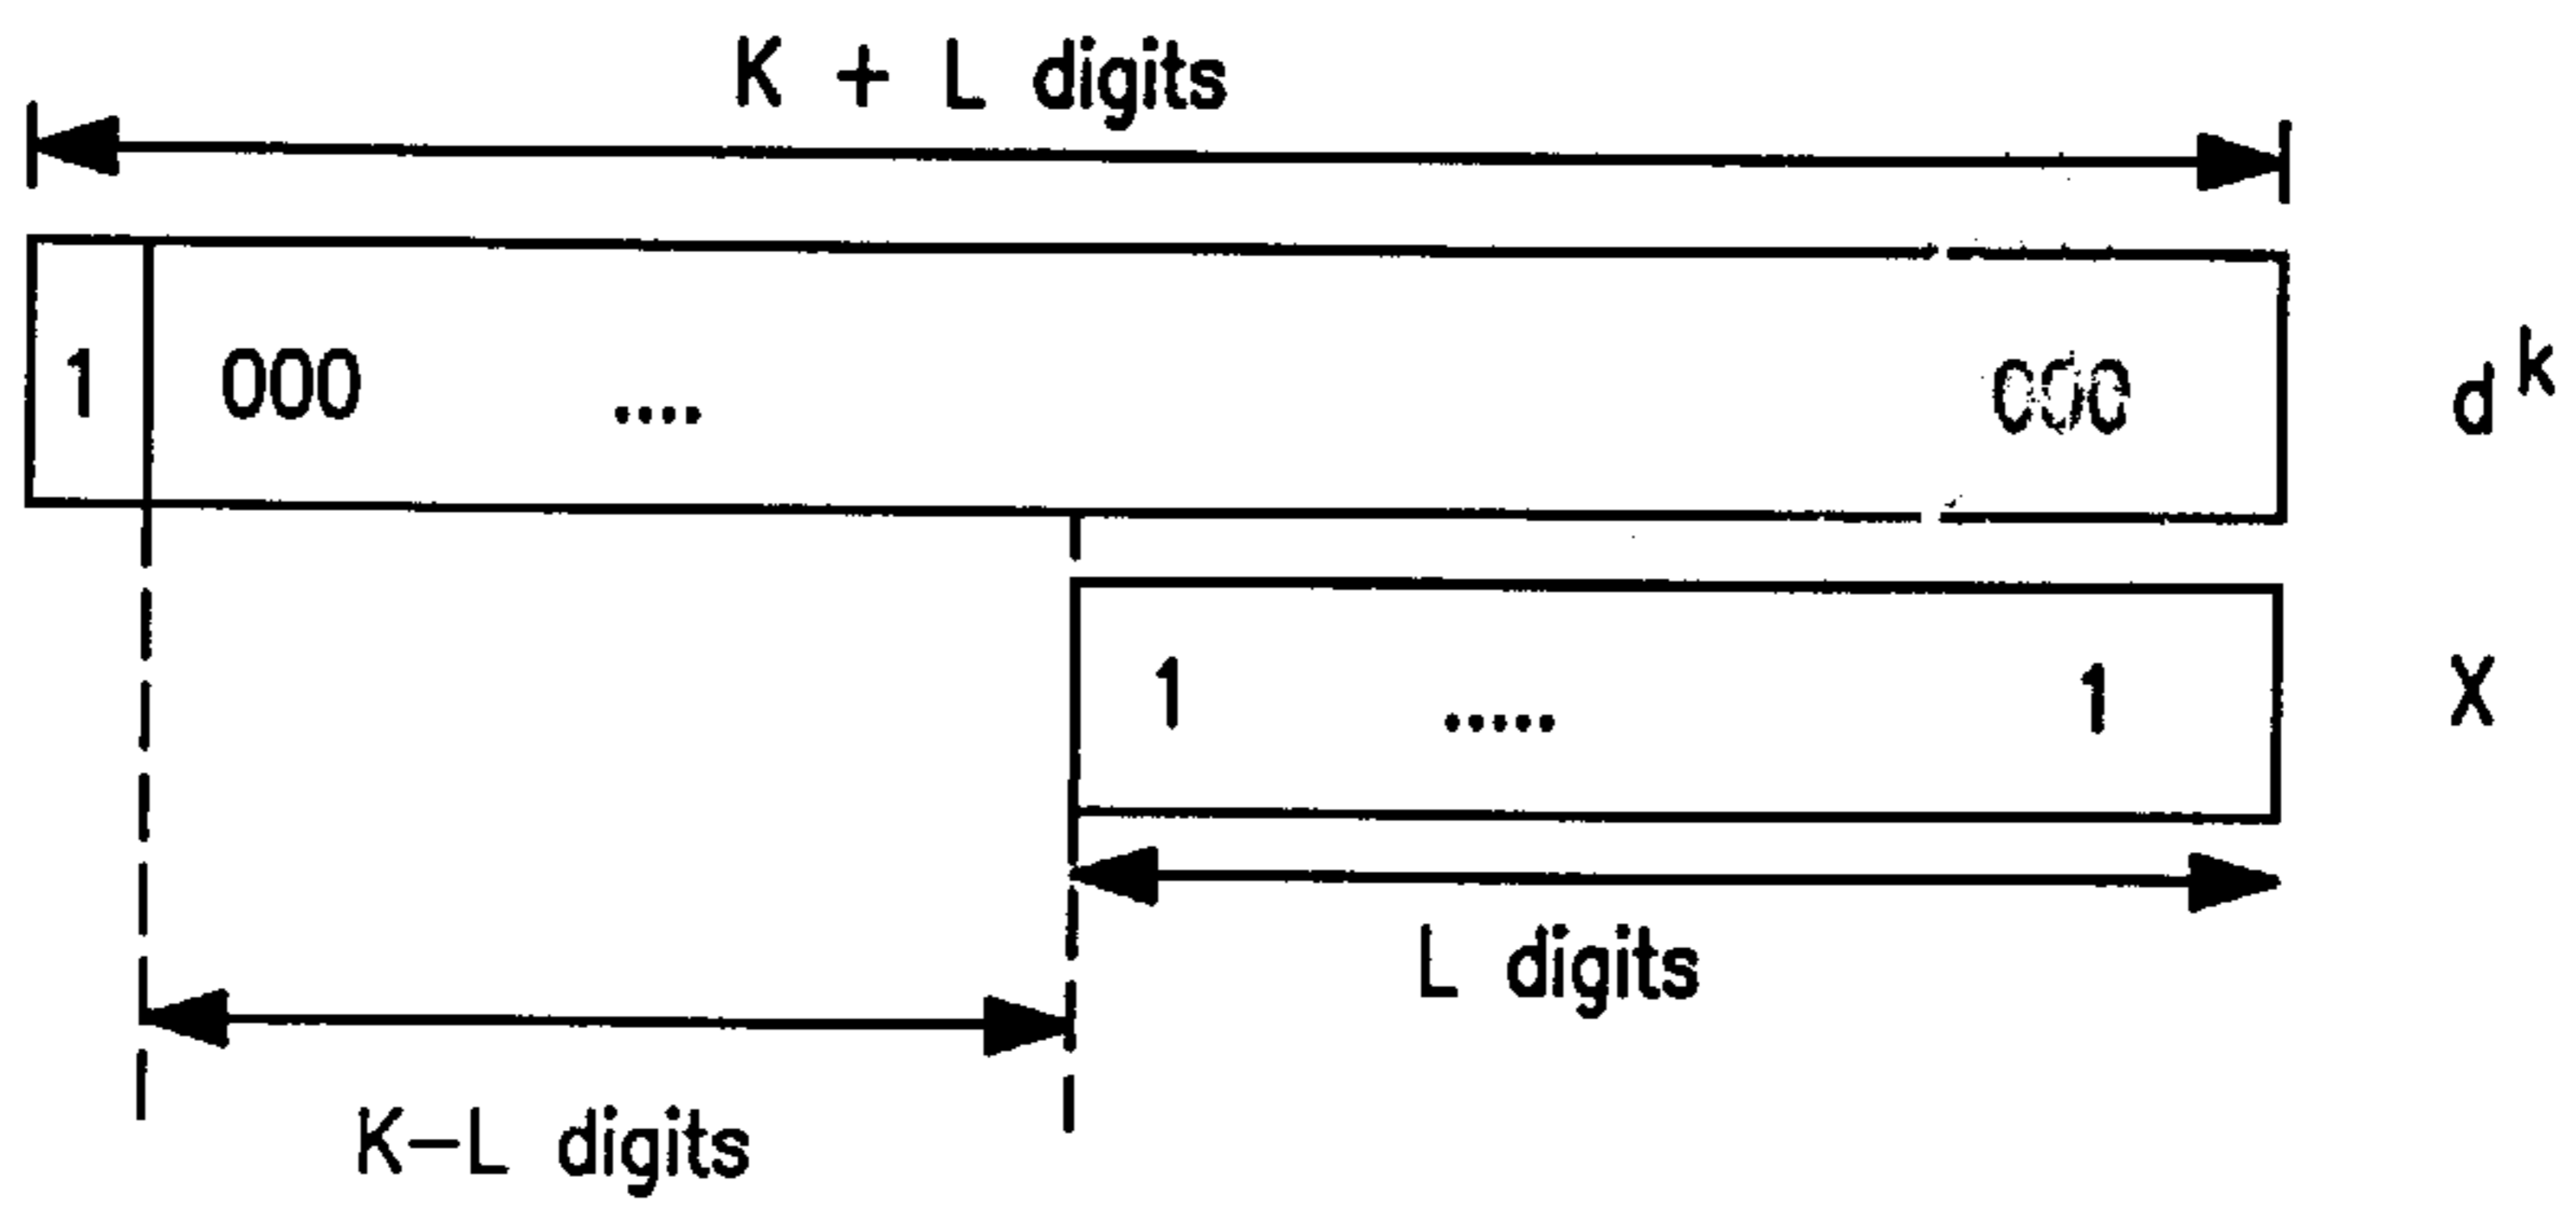 K + L digits
1 000 .... 000 d^k
1 ..... 1 X
L digits
K-L digits